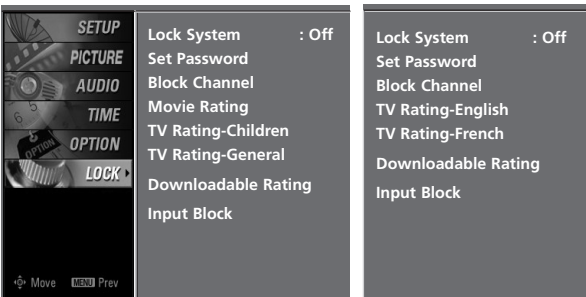 SETUP
PICTURE
AUDIO
TIME
OPTION
LOCK
Move MENU Prev
Lock System : Off
Set Password
Block Channel
Movie Rating
TV Rating-Children
TV Rating-General
Downloadable Rating
Input Block
Lock System : Off
Set Password
Block Channel
TV Rating-English
TV Rating-French
Downloadable Rating
Input Block